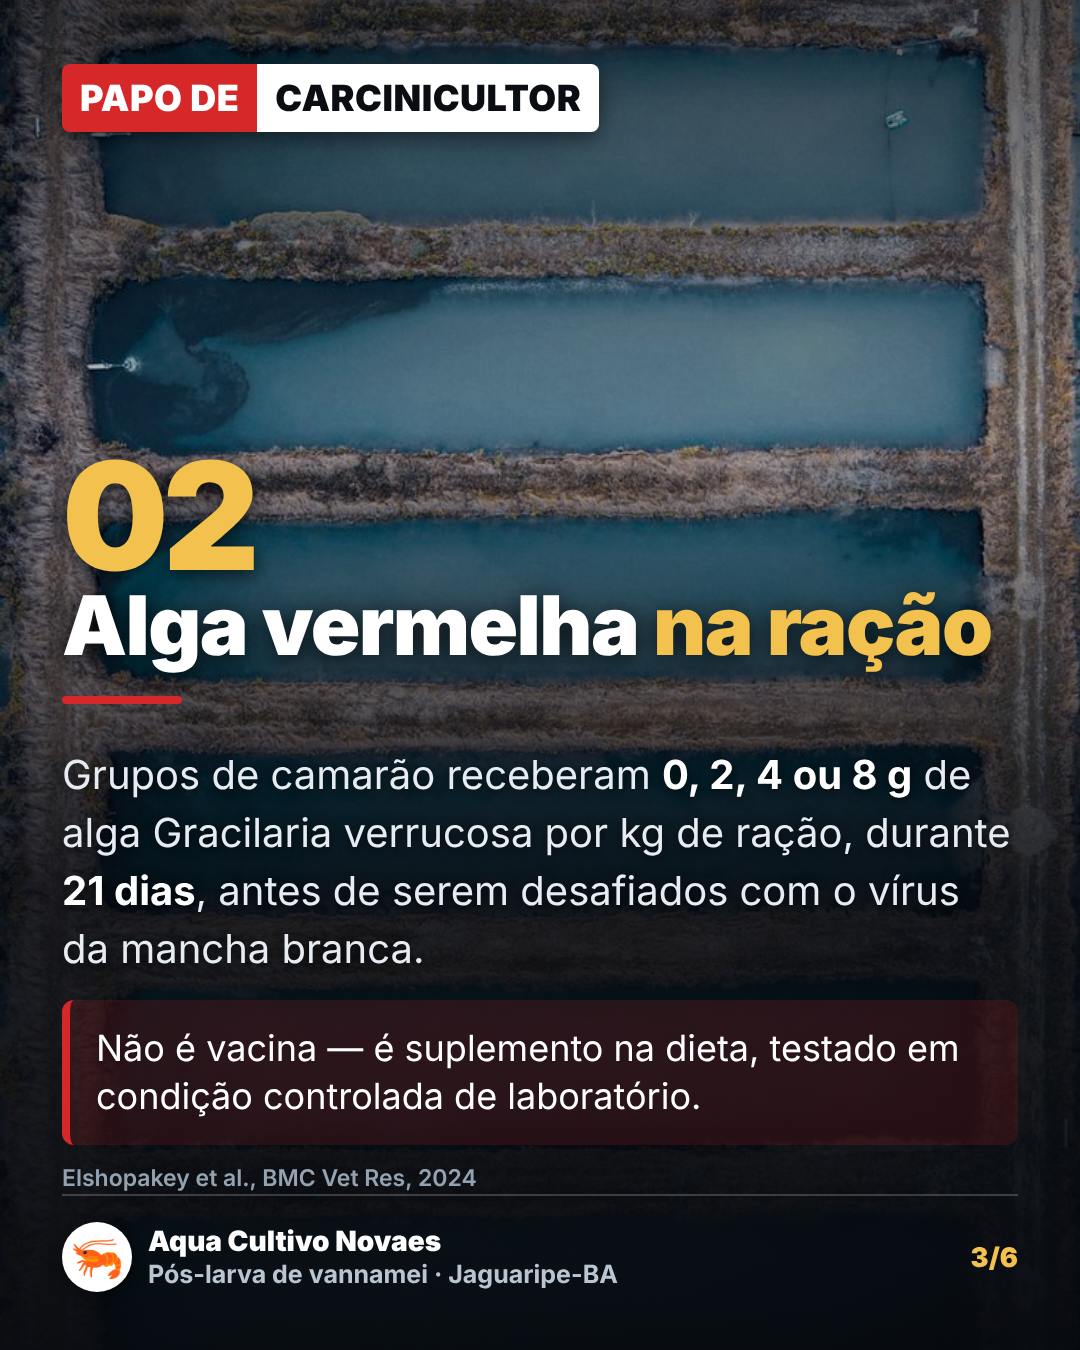 PAPO DE CARCINICULTOR
02
Alga vermelha na ração
Grupos de camarão receberam 0, 2, 4 ou 8 g de
alga Gracilaria verrucosa por kg de ração, durante
21 dias, antes de serem desafiados com o vírus
da mancha branca.
Não é vacina — é suplemento na dieta, testado em
condição controlada de laboratório.
Elshopakey et al., BMC Vet Res, 2024
Aqua Cultivo Novaes
Pós-larva de vannamei · Jaguaripe-BA
3/6